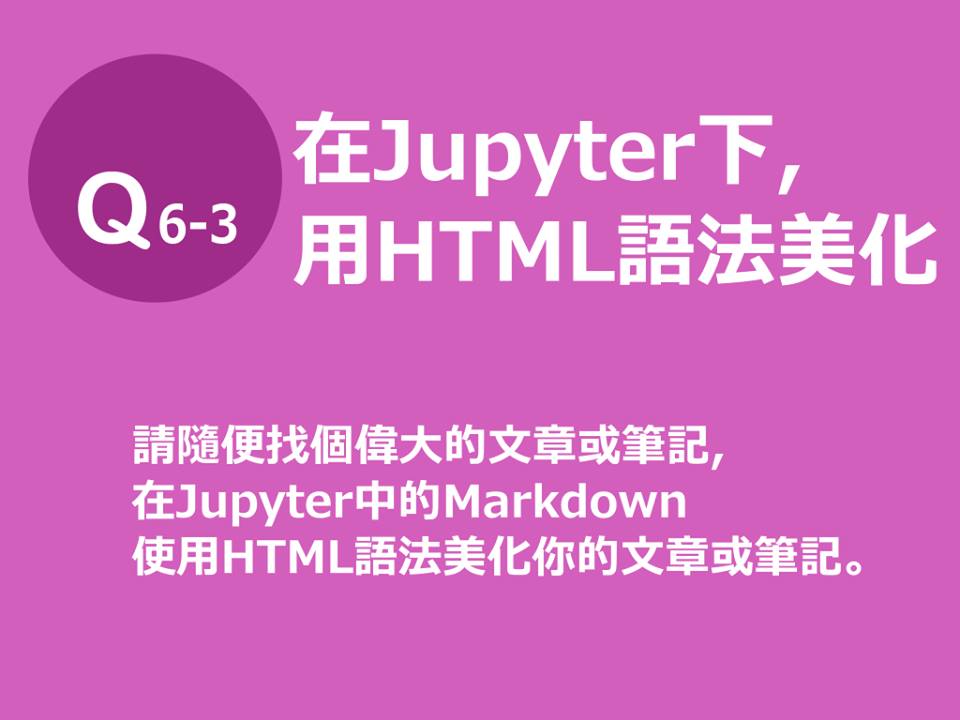 Q 6-3
在Jupyter下,
用HTML語法美化
請隨便找個偉大的文章或筆記,
在Jupyter中的Markdown
使用HTML語法美化你的文章或筆記。